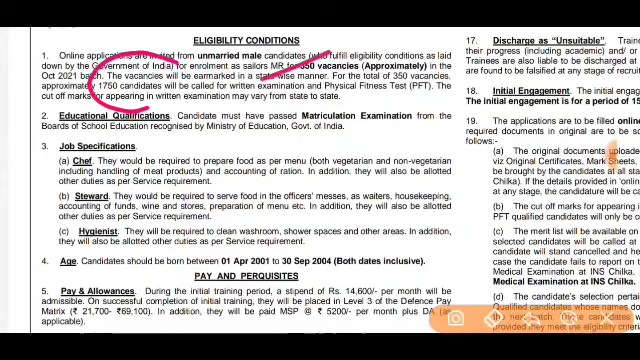 ELIGIBILITY CONDITIONS
1. Online applications are invited from unmarried male candidates (who fulfill eligibility conditions as laid
down by the Government of India) for enrolment as sailors MR for 350 vacancies (Approximately) in the
Oct 2021 batch. The vacancies will be earmarked in a state-wise manner. For the total of 350 vacancies,
approximately 1750 candidates will be called for written examination and Physical Fitness Test (PFT). The
cut off marks for appearing in written examination may vary from state to state.
2. Educational Qualifications. Candidate must have passed Matriculation Examination from
the Boards of School Education recognised by Ministry of Education, Govt. of India.
3. Job Specifications:
(a) Chef. They would be required to prepare food as per menu (both vegetarian and non-vegetarian
including handling of meat products) and accounting of ration. In addition, they will also be allotted
other duties as per Service requirement.
(b) Steward. They would be required to serve food in the officers' messes, as waiters, housekeeping,
accounting of funds, wine and stores, preparation of menu etc. In addition, they will also be allotted
other duties as per Service requirement.
(c) Hygienist. They will be required to clean washroom, shower spaces and other areas. In addition,
they will also be allotted other duties as per Service requirement.
4. Age. Candidates should be born between 01 Apr 2001 to 30 Sep 2004 (Both dates inclusive).
PAY AND PERQUISITES
5. Pay & Allowances. During the initial training period, a stipend of Rs. 14,600/- per month will be
admissible. On successful completion of initial training, they will be placed in Level 3 of the Defence Pay
Matrix (₹ 21,700- ₹69,100). In addition, they will be paid MSP @ ₹ 5200/- per month plus DA (as
applicable).
17. Discharge as "Unsuitable". Traine
their progress (including academic) and/ or
Trainees are also liable to be discharged at
are found to be falsified at any stage of recruit
18. Initial Engagement. The initial engag
The initial engagement is for a period of 15
19. The applications are to be filled online
required documents in original are to be
follows:-
(a) The original documents uploaded
viz Original Certificates, Mark Sheets,
be brought by the candidates at all sta
Chilka). If the details provided in 'onlin
at any stage, the candidature will be can
(b) The cut off marks for appearing in
PFT qualified candidates will only be
(c) The merit list will be available on
selected candidates will be called at
candidate will stand cancelled and he
case the candidate fails to report on t
Medical Examination at INS Chilka.
Medical Examination at INS Chilka.
(d) The candidate's selection pertai
Qualified candidates whose names do
the next batch. Candidates
provided they meet the eligibility criteria